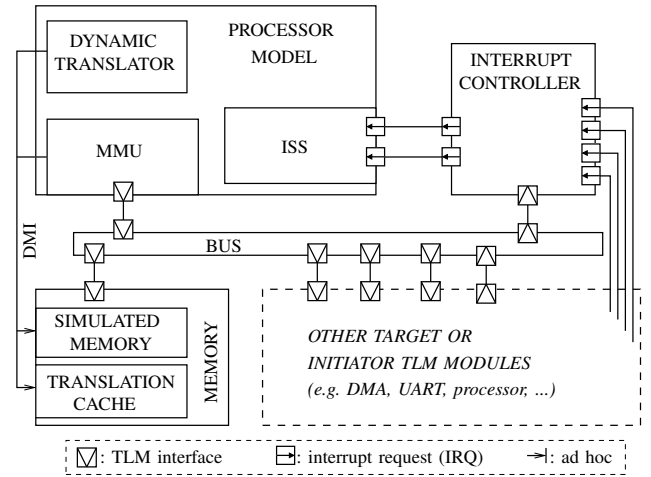 DYNAMIC
TRANSLATOR
PROCESSOR
MODEL
INTERRUPT
CONTROLLER
MMU
ISS
DMI
BUS
SIMULATED
MEMORY
TRANSLATION
CACHE
MEMORY
OTHER TARGET OR
INITIATOR TLM MODULES
(e.g. DMA, UART, processor, ...)
: TLM interface
: interrupt request (IRQ)
: ad hoc